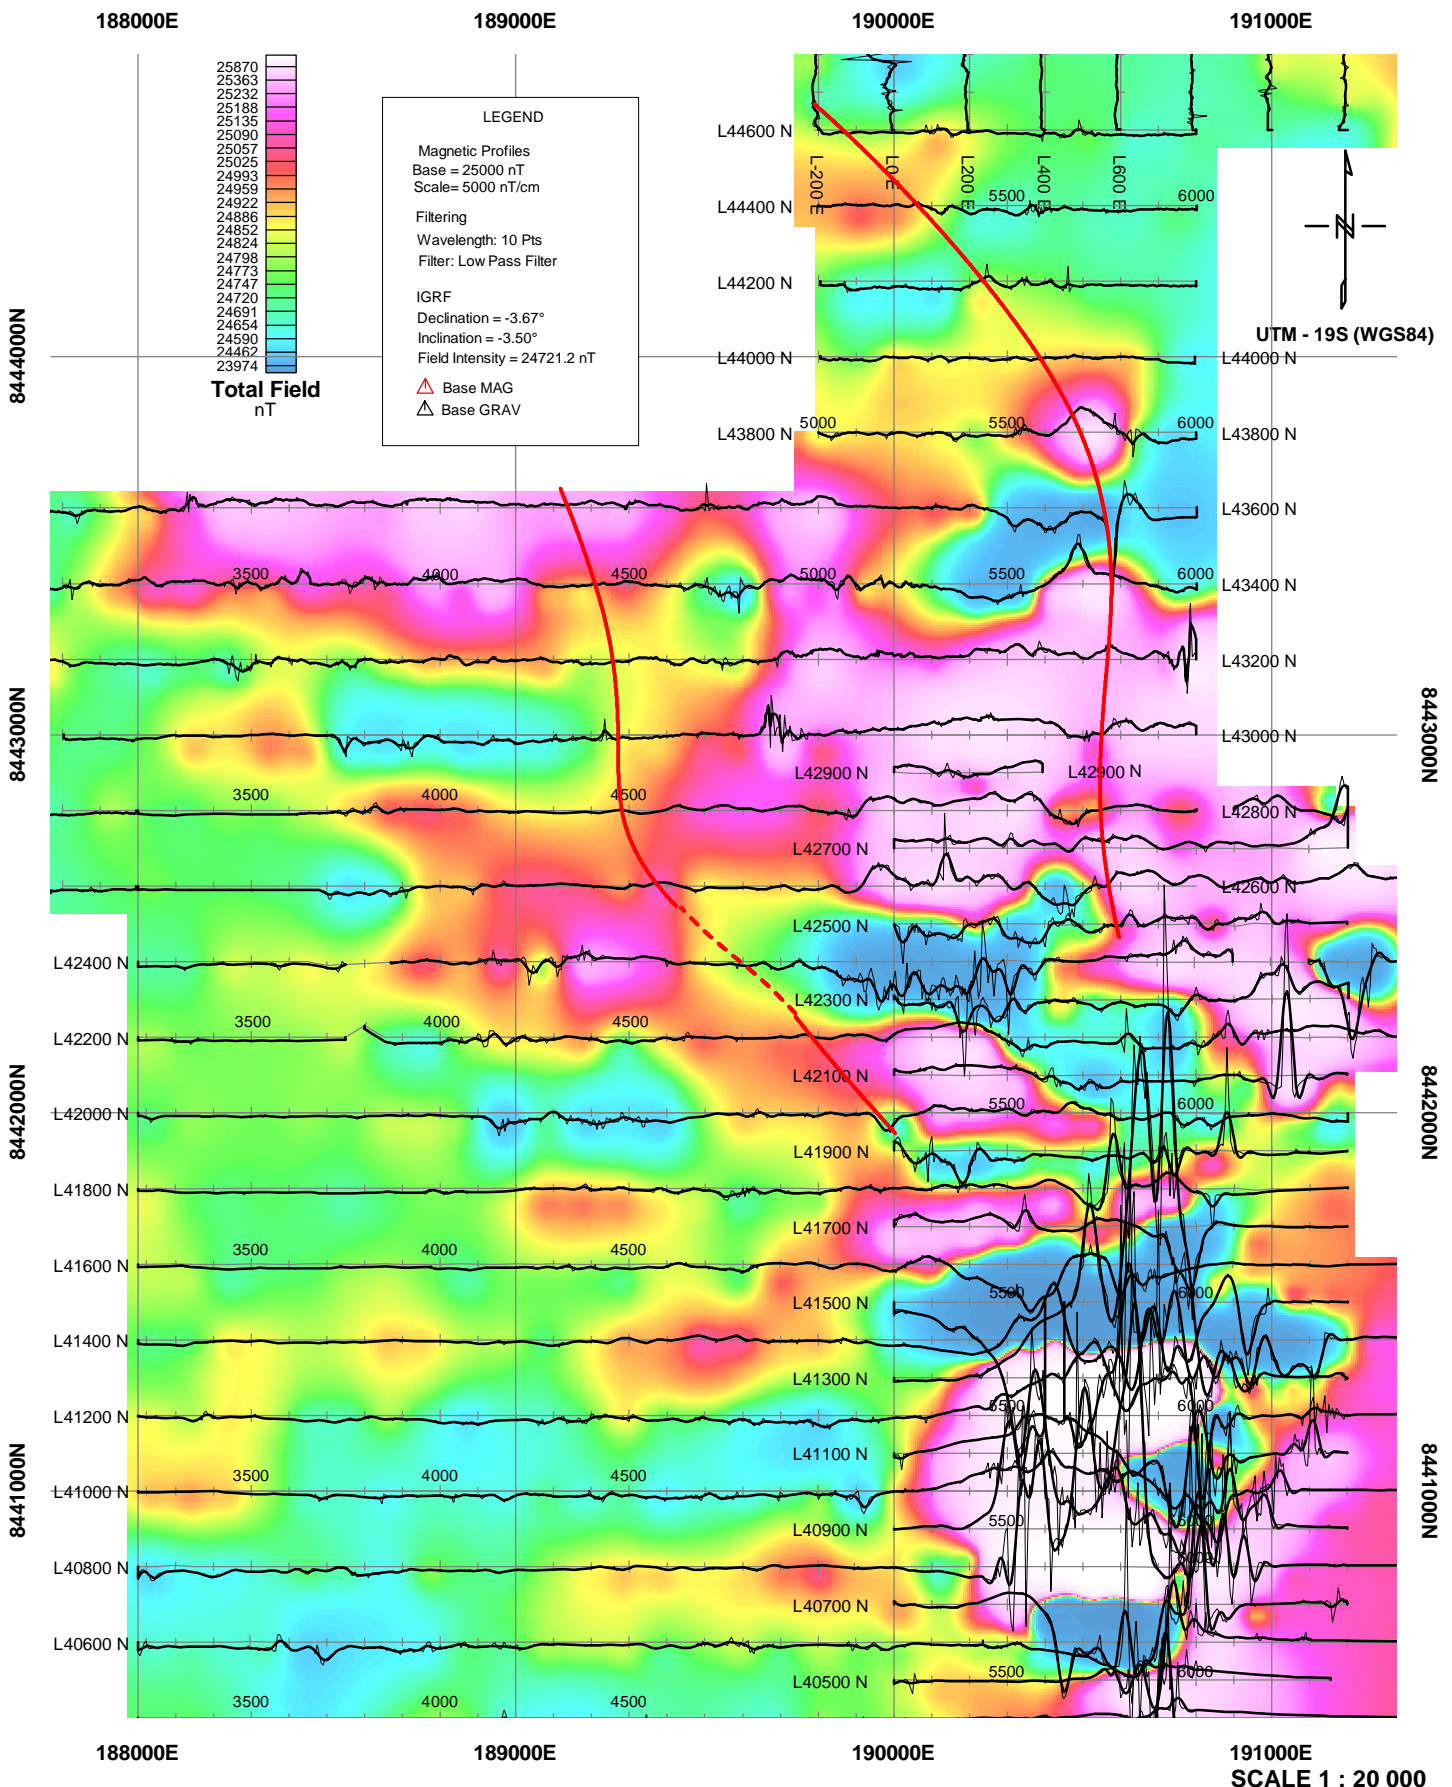 188000E
189000E
190000E
191000E
25870
25363
25232
25188
25135
25090
25057
25025
24993
24959
24922
24886
24852
24824
24798
24773
24747
24720
24691
24654
24590
24462
23974
Total Field
nT
LEGEND
Magnetic Profiles
Base = 25000 nT
Scale= 5000 nT/cm
Filtering
Wavelength: 10 Pts
Filter: Low Pass Filter
IGRF
Declination = -3.67°
Inclination = -3.50°
Field Intensity = 24721.2 nT
Base MAG
Base GRAV
N
UTM - 19S (WGS84)
L44600 N
L-200 E
L0 E
L200 E
L400 E
L600 E
L44400 N
5500
6000
L44200 N
8444000N
L44000 N
L44000 N
L43800 N
5000
5500
6000
L43800 N
L43600 N
3500
4000
4500
5000
5500
6000
L43400 N
L43200 N
8443000N
L43000 N
8443000N
L42900 N
L42900 N
3500
4000
4500
L42800 N
L42700 N
L42600 N
L42500 N
L42400 N
L42300 N
3500
4000
4500
L42200 N
L42100 N
8442000N
L42000 N
5500
6000
8442000N
L41900 N
L41800 N
L41700 N
3500
4000
4500
L41600 N
5500
6000
L41500 N
L41400 N
L41300 N
5500
6000
L41200 N
L41100 N
3500
4000
4500
8441000N
L41000 N
8441000N
L40900 N
5500
6000
L40800 N
6000
L40700 N
L40600 N
L40500 N
5500
6000
3500
4000
4500
188000E
189000E
190000E
191000E
SCALE 1 : 20 000